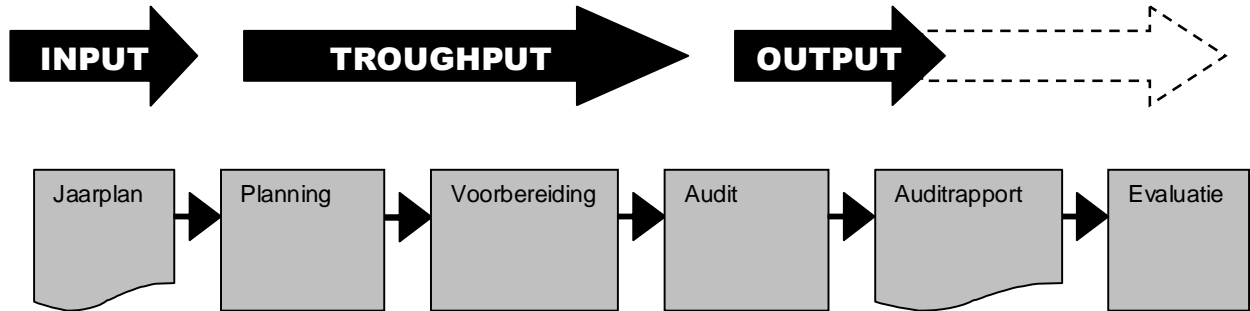 INPUT TROUGHPUT OUTPUT
Jaarplan Planning Voorbereiding Audit Auditrapport Evaluatie